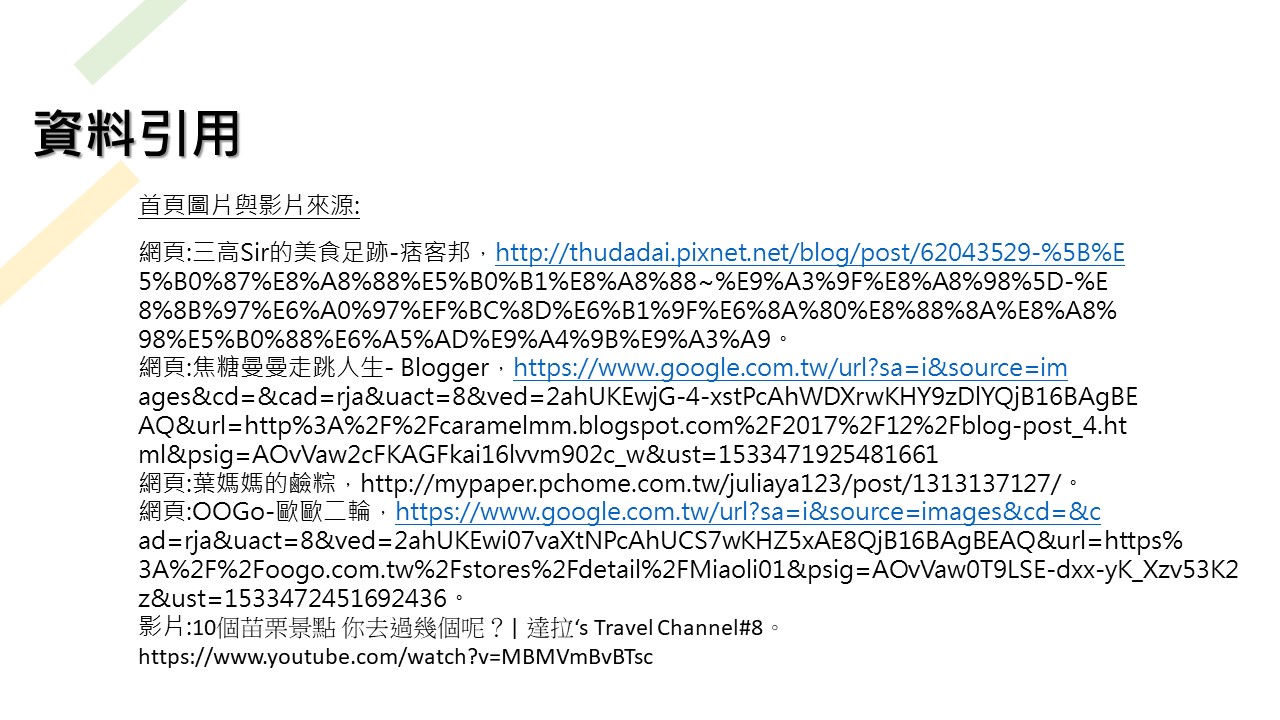 資料引用
首頁圖片與影片來源:
網頁:三高Sir的美食足跡-痞客邦，http://thudadai.pixnet.net/blog/post/62043529-%5B%E
5%B0%87%E8%A8%88%E5%B0%B1%E8%A8%88~%E9%A3%9F%E8%A8%98%5D-%E
8%8B%97%E6%A0%97%EF%BC%8D%E6%B1%9F%E6%8A%80%E8%88%8A%E8%A8%
98%E5%B0%88%E6%A5%AD%E9%A4%9B%E9%A3%A9。
網頁:焦糖曼曼走跳人生- Blogger，https://www.google.com.tw/url?sa=i&source=im
ages&cd=&cad=rja&uact=8&ved=2ahUKEwjG-4-xstPcAhWDXrwKHY9zDlYQjB16BAgBE
AQ&url=http%3A%2F%2Fcaramelmm.blogspot.com%2F2017%2F12%2Fblog-post_4.ht
ml&psig=AOvVaw2cFKAGFkai16lvvm902c_w&ust=1533471925481661
網頁:葉媽媽的鹼粽，http://mypaper.pchome.com.tw/juliaya123/post/1313137127/。
網頁:OOGo-歐歐二輪，https://www.google.com.tw/url?sa=i&source=images&cd=&c
ad=rja&uact=8&ved=2ahUKEwi07vaXtNPcAhUCS7wKHZ5xAE8QjB16BAgBEAQ&url=https%
3A%2F%2Foogo.com.tw%2Fstores%2Fdetail%2FMiaoli01&psig=AOvVaw0T9LSE-dxx-yK_Xzv53K2
z&ust=1533472451692436。
影片:10個苗栗景點 你去過幾個呢？| 達拉‘s Travel Channel#8。
https://www.youtube.com/watch?v=MBMVmBvBTsc